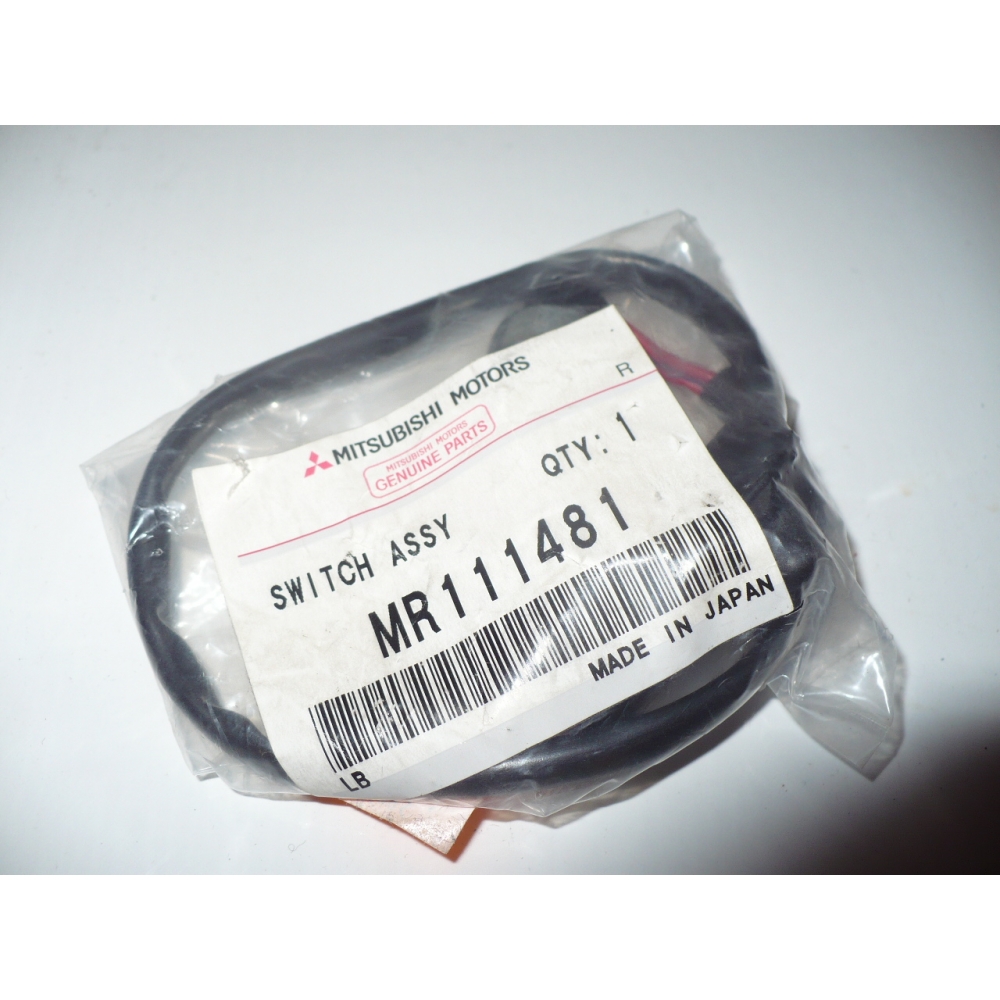 MITSUBISHI MOTORS
MITSUBISHI MOTORS
GENUINE PARTS
R
SWITCH ASSY
QTY: 1
MR111481
MADE IN JAPAN
LB